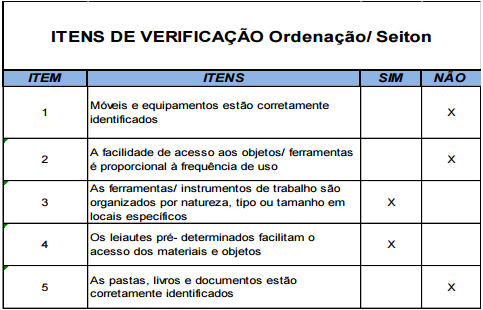 ITENS DE VERIFICAÇÃO Ordenação/ Seiton
ITEM ITENS SIM NÃO
1 Móveis e equipamentos estão corretamente
identificados X
2 A facilidade de acesso aos objetos/ ferramentas
é proporcional à frequência de uso X
3 As ferramentas/ instrumentos de trabalho são
organizados por natureza, tipo ou tamanho em
locais específicos X
4 Os leiautes pré- determinados facilitam o
acesso dos materiais e objetos X
5 As pastas, livros e documentos estão
corretamente identificados X